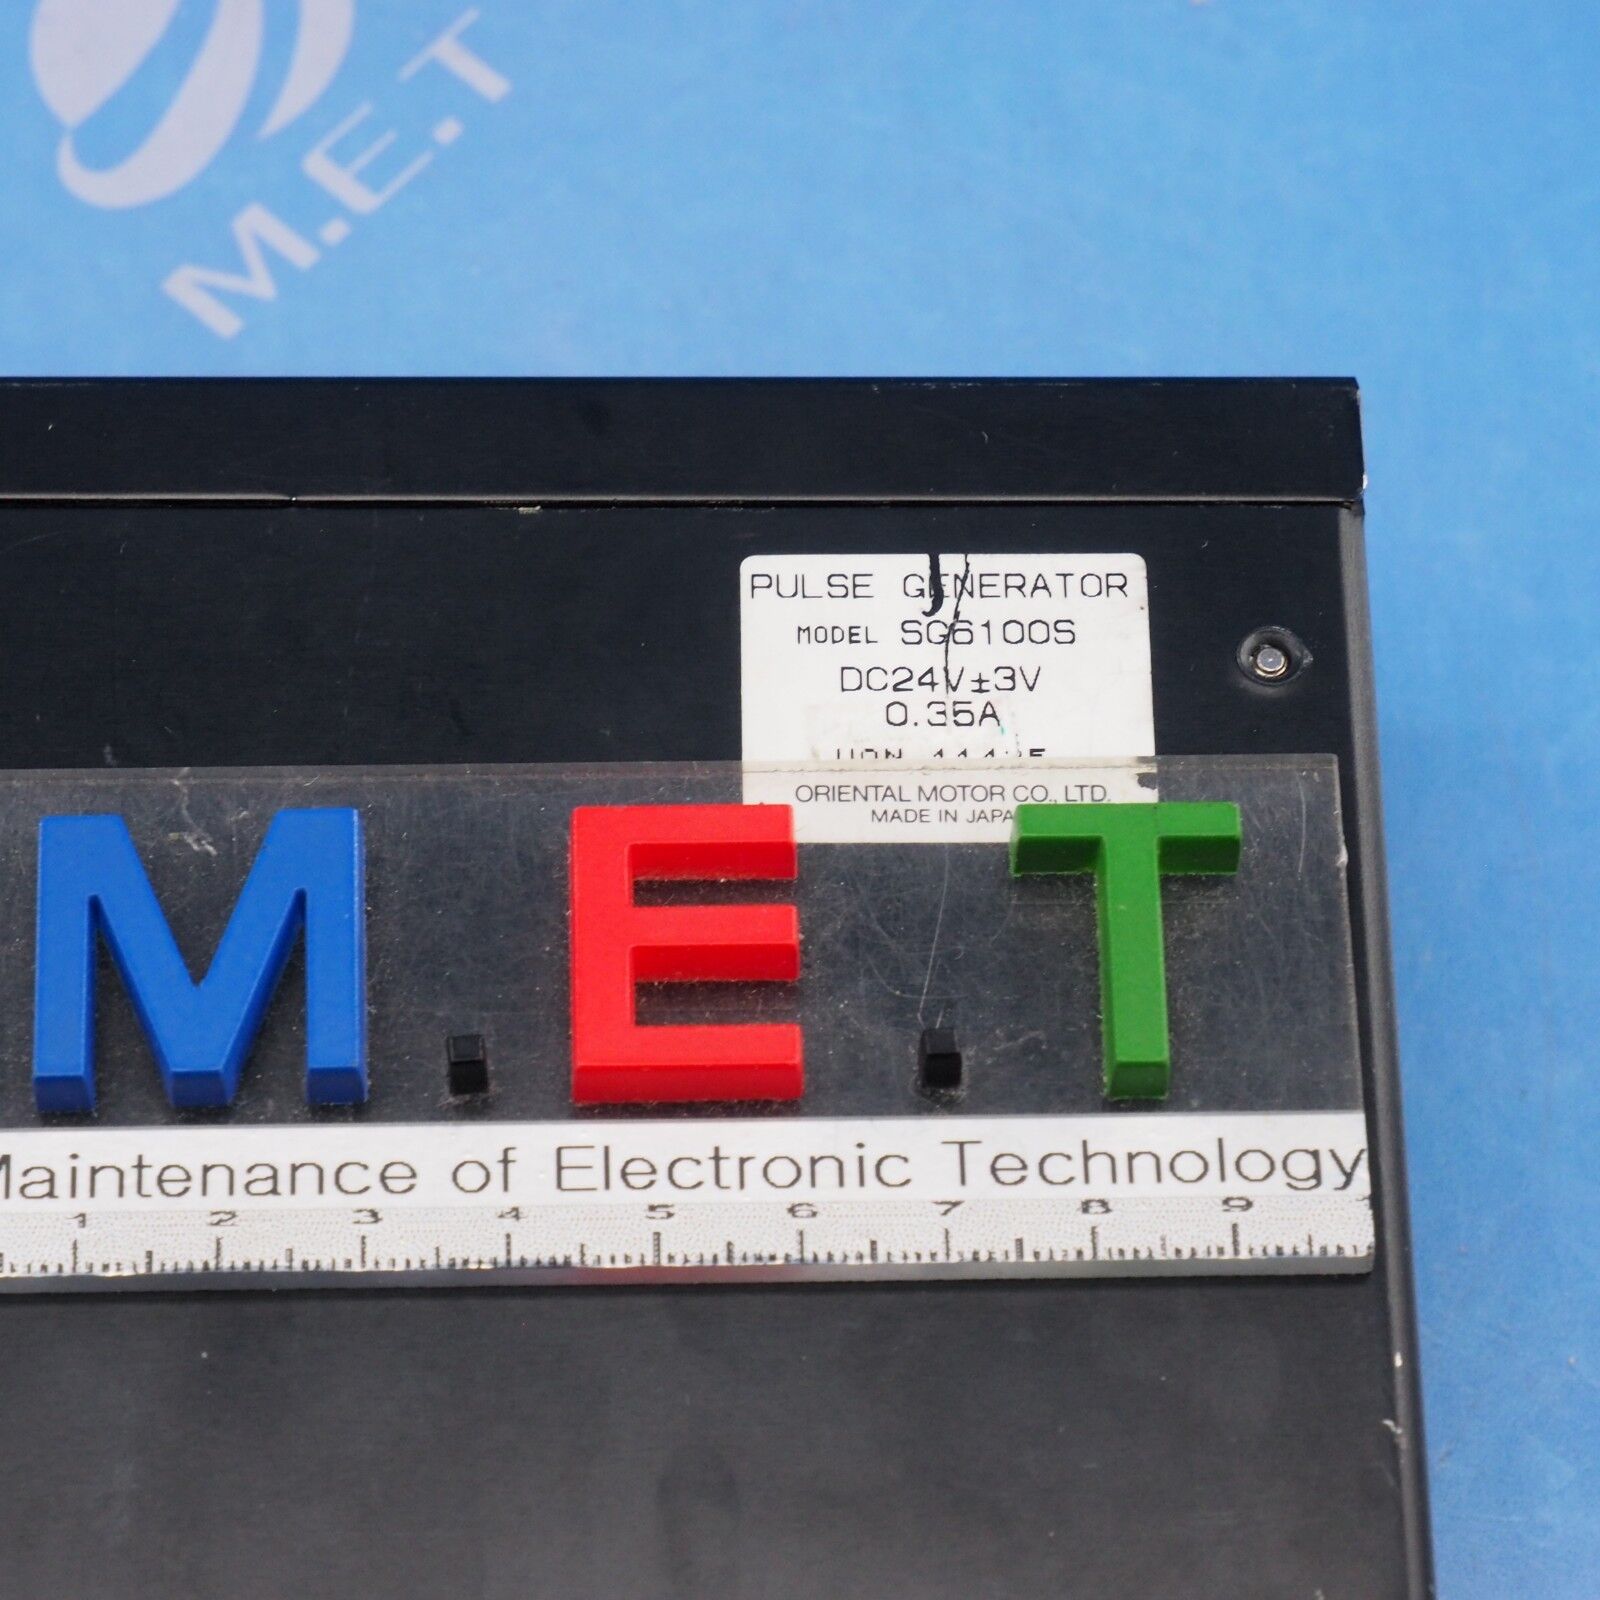 M.E.T
PULSE GENERATOR
MODEL SG6100S
DC24V±3V
0.35A
ORIENTAL MOTOR CO., LTD.
MADE IN
M.E.T
Maintenance of Electronic Technology
1 2 3 4 5 6 7 8 9